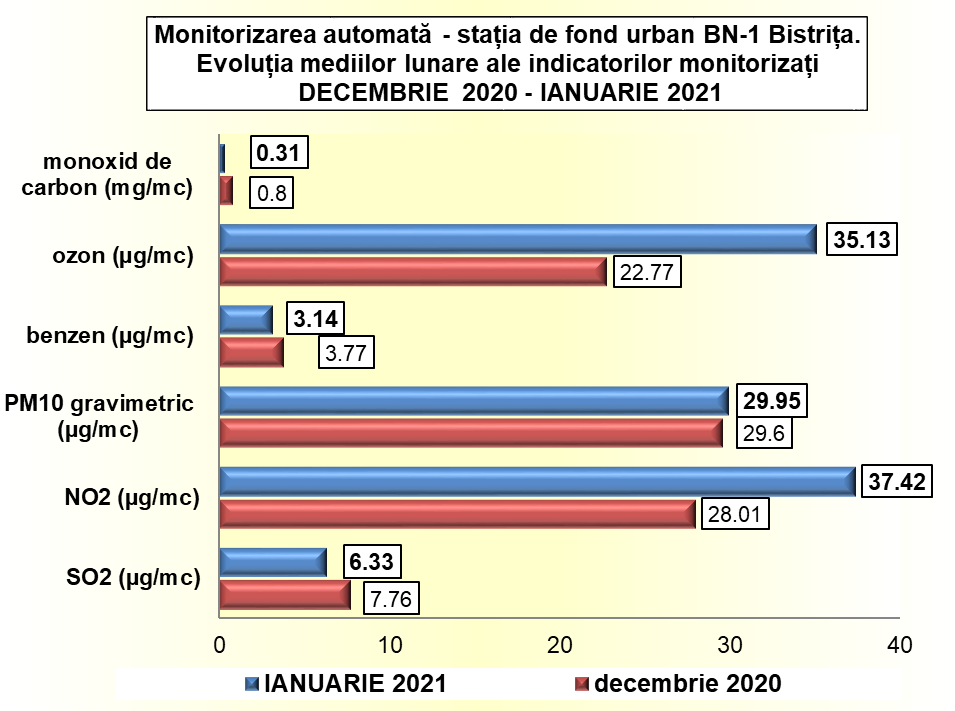 Monitorizarea automată - stația de fond urban BN-1 Bistrița.
Evoluția mediilor lunare ale indicatorilor monitorizați
DECEMBRIE 2020 - IANUARIE 2021
monoxid de
carbon (mg/mc)
0.31
0.8
ozon (µg/mc)
35.13
22.77
benzen (µg/mc)
3.14
3.77
PM10 gravimetric
(µg/mc)
29.95
29.6
NO2 (µg/mc)
37.42
28.01
SO2 (µg/mc)
6.33
7.76
0 10 20 30 40
IANUARIE 2021 decembrie 2020